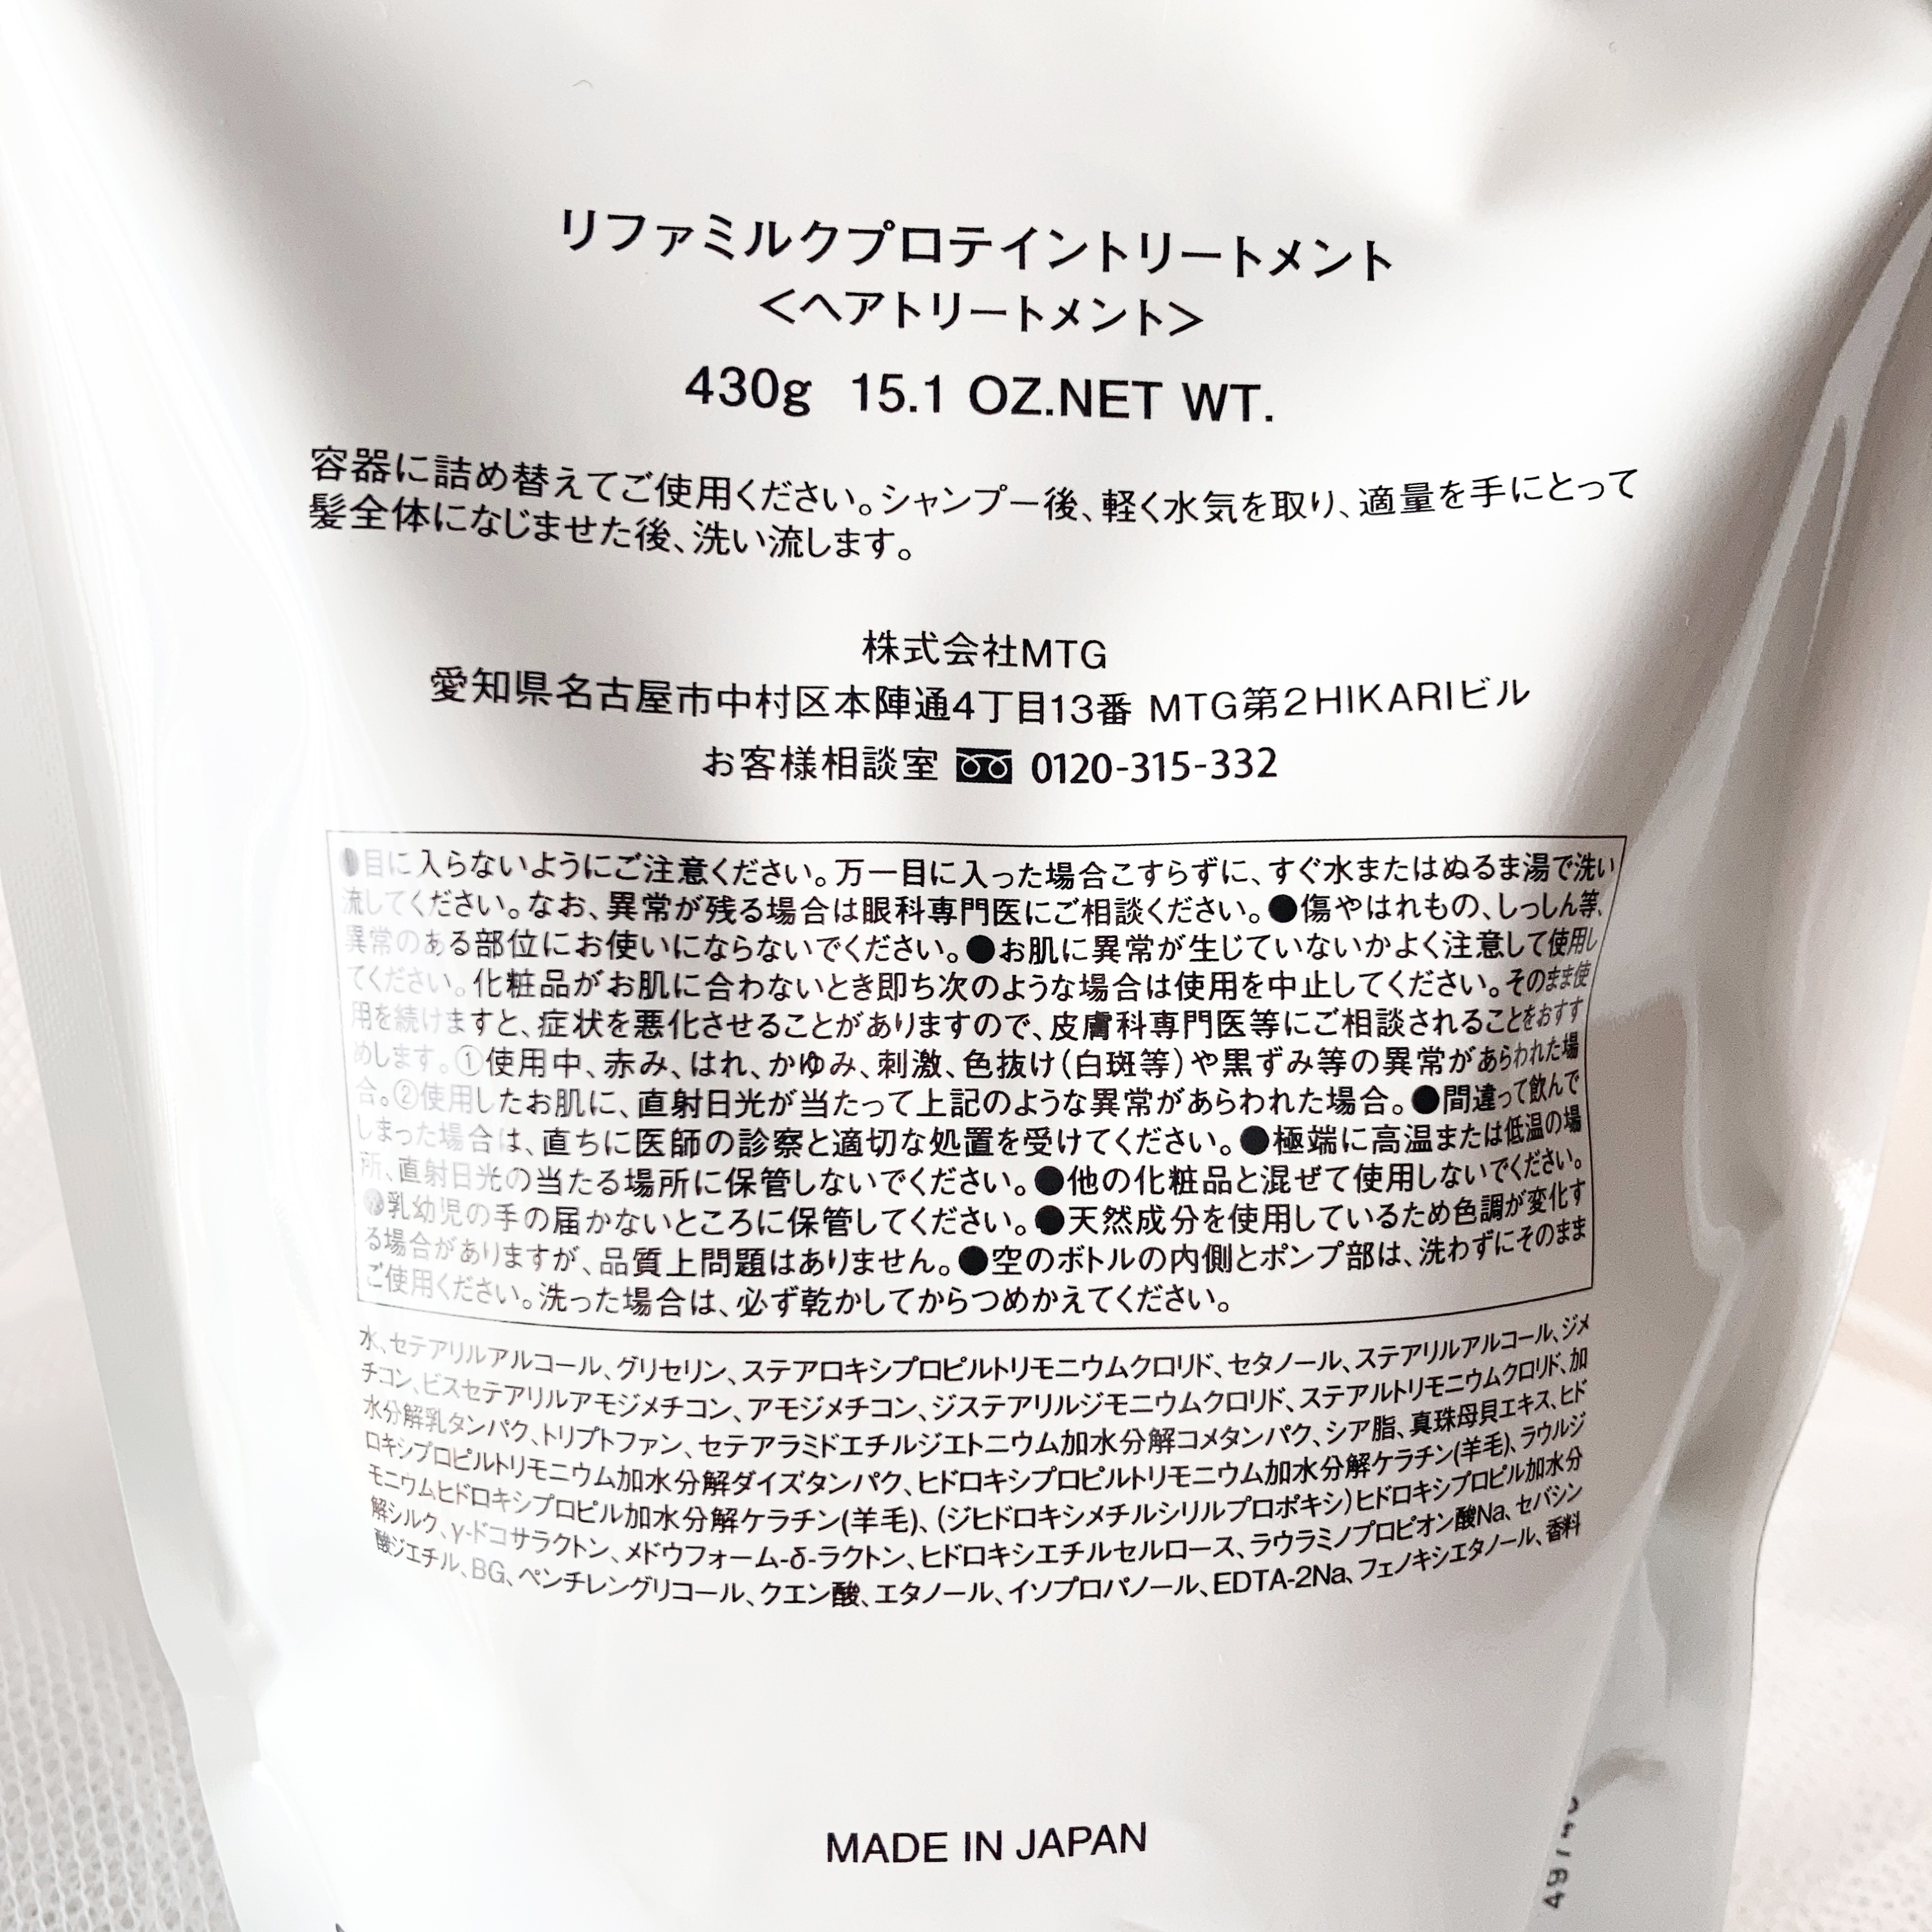 リファミルクプロテイントリートメント
＜ヘアトリートメント＞
430g 15.1 OZ.NET WT.
容器に詰め替えてご使用ください。シャンプー後、軽く水気を取り、適量を手にとって
髪全体になじませた後、洗い流します。
株式会社MTG
愛知県名古屋市中村区本陣通4丁目13番 MTG第2HIKARIビル
お客様相談室 0120-315-332
●目に入らないようにご注意ください。万一目に入った場合こすらずに、すぐ水またはぬるま湯で洗い
流してください。なお、異常が残る場合は眼科専門医にご相談ください。●傷やはれもの、しっしん等、
異常のある部位にお使いにならないでください。●お肌に異常が生じていないかよく注意して使用し
てください。化粧品がお肌に合わないとき即ち次のような場合は使用を中止してください。そのまま使
用を続けますと、症状を悪化させることがありますので、皮膚科専門医等にご相談されることをおすす
めします。①使用中、赤み、はれ、かゆみ、刺激、色抜け(白斑等)や黒ずみ等の異常があらわれた場
合。②使用したお肌に、直射日光が当たって上記のような異常があらわれた場合。●間違って飲んで
しまった場合は、直ちに医師の診察と適切な処置を受けてください。●極端に高温または低温の場
所、直射日光の当たる場所に保管しないでください。●他の化粧品と混ぜて使用しないでください。
●乳幼児の手の届かないところに保管してください。●天然成分を使用しているため色調が変化す
る場合がありますが、品質上問題はありません。●空のボトルの内側とポンプ部は、洗わずにそのまま
ご使用ください。洗った場合は、必ず乾かしてからつめかえてください。
水、セテアリルアルコール、グリセリン、ステアロキシプロピルトリモニウムクロリド、セタノール、ステアリルアルコール、ジメ
チコン、ビスセテアリルアモジメチコン、アモジメチコン、ジステアリルジモニウムクロリド、ステアルトリモニウムクロリド、加
水分解乳タンパク、トリプトファン、セテアラミドエチルジエトニウム加水分解コメタンパク、シア脂、真珠母貝エキス、ヒド
ロキシプロピルトリモニウム加水分解ダイズタンパク、ヒドロキシプロピルトリモニウム加水分解ケラチン(羊毛)、ラウルジ
モニウムヒドロキシプロピル加水分解ケラチン(羊毛)、(ジヒドロキシメチルシリルプロポキシ)ヒドロキシプロピル加水分
解シルク、γ-ドコサラクトン、メドウフォーム-δ-ラクトン、ヒドロキシエチルセルロース、ラウラミノプロピオン酸Na、セバシン
酸ジエチル、BG、ペンチレングリコール、クエン酸、エタノール、イソプロパノール、EDTA-2Na、フェノキシエタノール、香料
MADE IN JAPAN